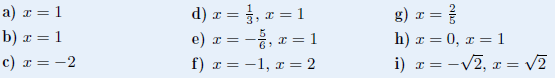 a) x = 1
b) x = 1
c) x = −2
d) x = 1/3, x = 1
e) x = −5/6, x = 1
f) x = −1, x = 2
g) x = 2/5
h) x = 0, x = 1
i) x = −√2, x = √2